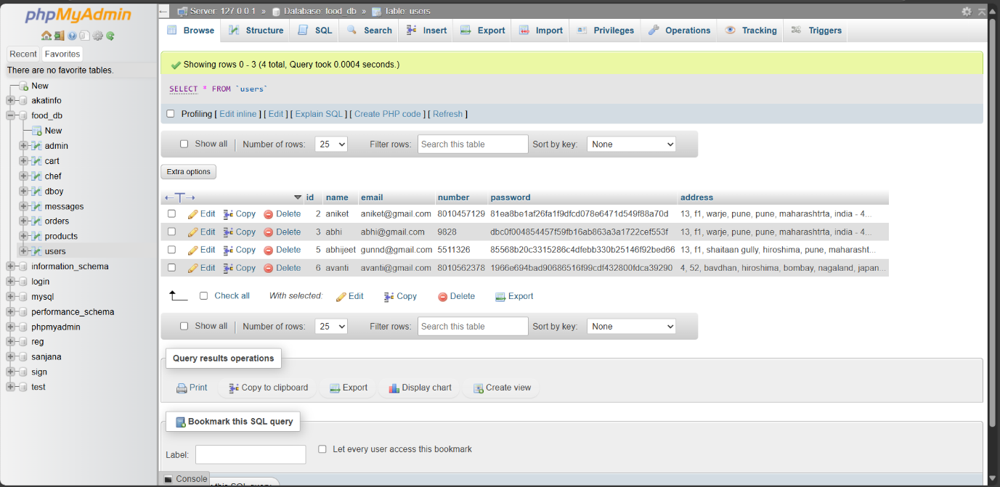 phpMyAdmin
Recent Favorites
There are no favorite tables.
New
akatinfo
food_db
New
admin
cart
chef
dboy
messages
orders
products
users
information_schema
login
mysql
performance_schema
phpmyadmin
reg
sanjana
sign
test
Server: 127.0.0.1 » Database: food_db » Table: users
Browse Structure SQL Search Insert Export Import Privileges Operations Tracking Triggers
Showing rows 0 - 3 (4 total, Query took 0.0004 seconds.)
SELECT * FROM `users`
Profiling [ Edit inline ] [ Edit ] [ Explain SQL ] [ Create PHP code ] [ Refresh ]
Show all Number of rows: 25 Filter rows: Search this table Sort by key: None
Extra options
←T→ id name email number password address
Edit Copy Delete 2 aniket aniket@gmail.com 8010457129 81ea8be1af26fa1f9dfcd078e6471d549f88a70d 13, f1, warje, pune, pune, maharashtrta, india - 4...
Edit Copy Delete 3 abhi abhi@gmail.com 9828 dbc0f004854457f59fb16ab863a3a1722cef553f 13, f1, warje, pune, pune, maharashtrta, india - 4...
Edit Copy Delete 5 abhijeet gunnd@gmail.com 5511326 85568b20c3315286c4dfebb330b25146f92bed66 13, f1, shaitaan gully, hiroshima, pune, maharasht...
Edit Copy Delete 6 avanti avanti@gmail.com 8010562378 1966e694bad90686516f99cdf432800fdca39290 4, 52, bavdhan, hiroshima, bombay, nagaland, japan...
Check all With selected: Edit Copy Delete Export
Show all Number of rows: 25 Filter rows: Search this table Sort by key: None
Query results operations
Print Copy to clipboard Export Display chart Create view
Bookmark this SQL query
Label: Let every user access this bookmark
Console this SQL query